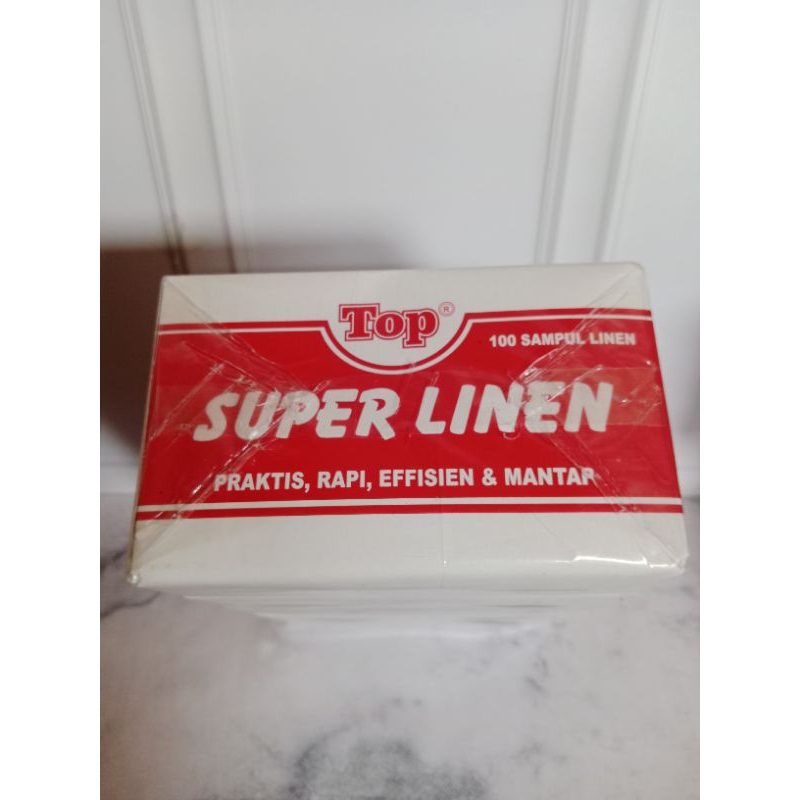 Top®
100 SAMPUL LINEN
SUPER LINEN
PRAKTIS, RAPI, EFFISIEN & MANTAP